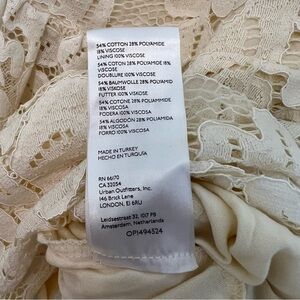 54% COTTON 28% POLYAMIDE
18% VISCOSE
LINING 100% VISCOSE
54% COTON 28% POLYAMIDE 18%
VISCOSE
DOUBLURE 100% VISCOSE
54% BAUMWOLLE 28% POLYAMID
18% VISKOSE
FUTTER 100% VISKOSE
54% COTONE 28% POLIAMMIDE
18% VISCOSA
FODERA 100% VISCOSA
54% ALGODÓN 28% POLIAMIDA
18% VISCOSA
FORRO 100% VISCOSA
MADE IN TURKEY
HECHO EN TURQUÍA
RN 66170
CA 32054
Urban Outfitters, Inc.
146 Brick Lane
LONDON, E1 6RU
Leidsestraat 32, 1017 PB
Amsterdam, Netherlands
OP1494524